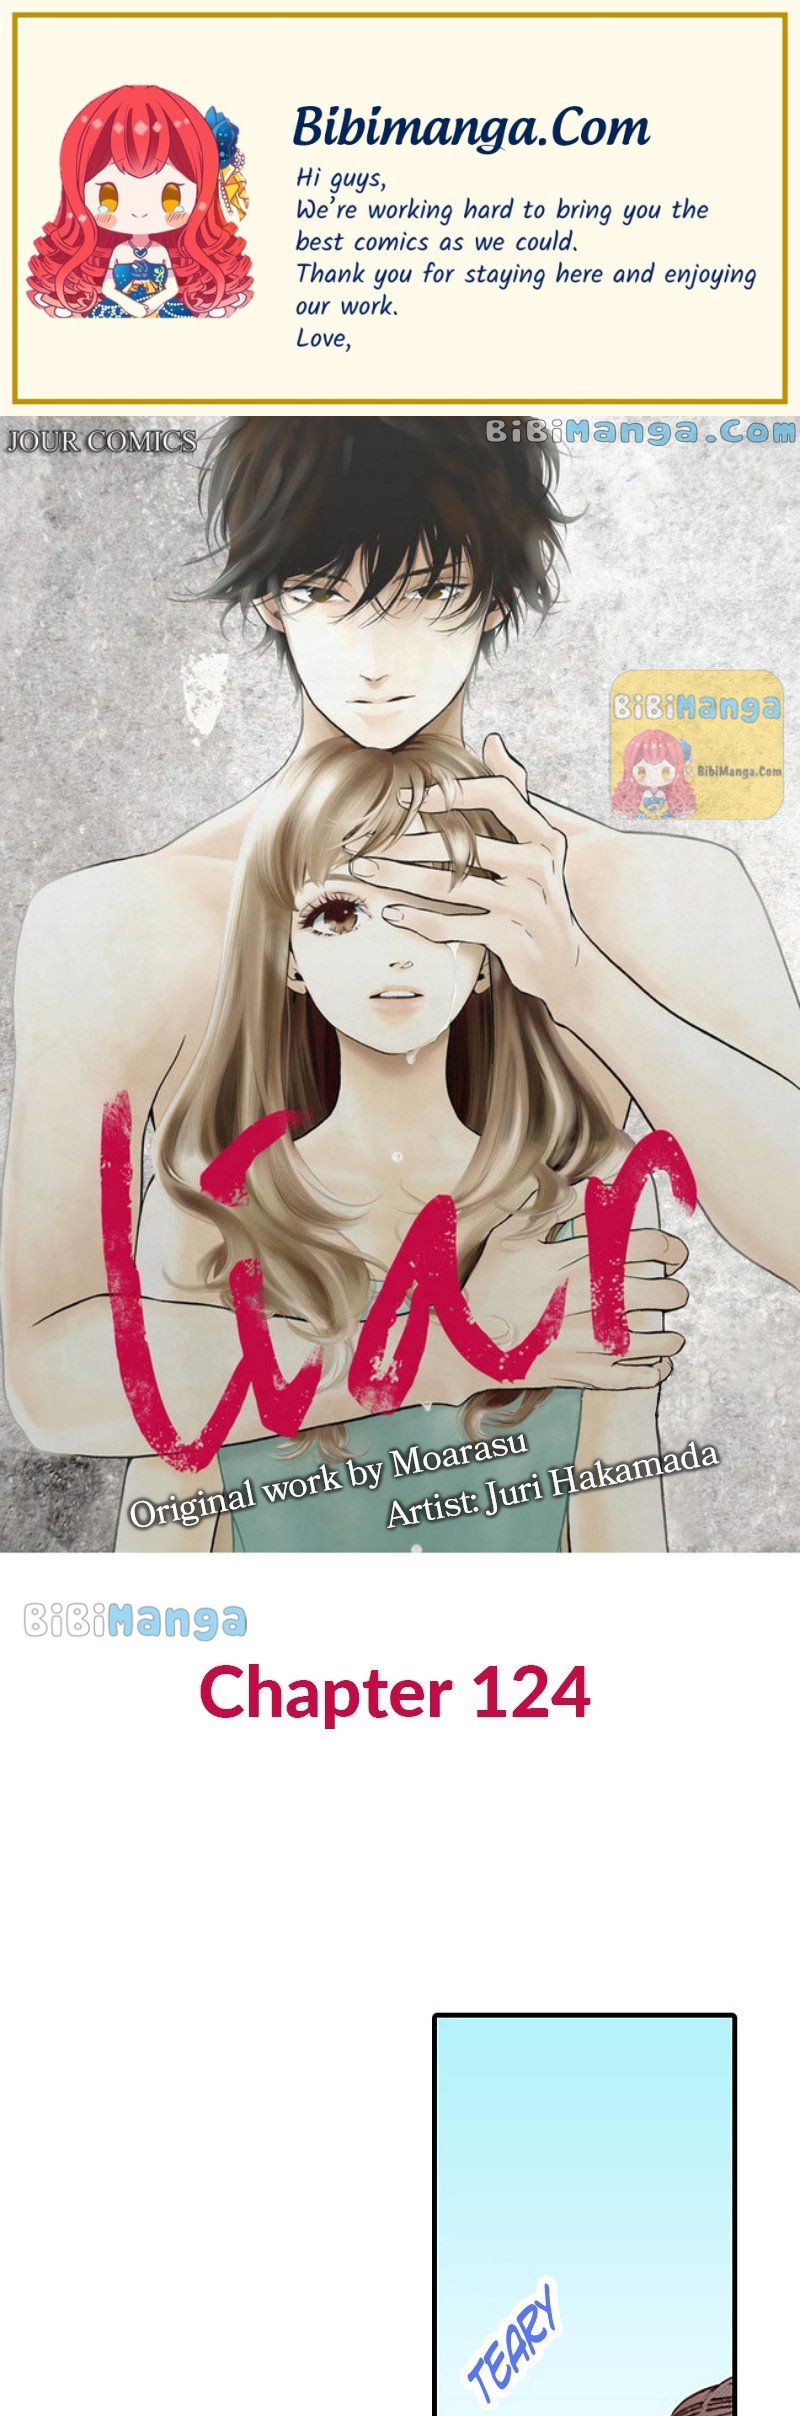 Bibimanga.Com
Hi guys,
We're working hard to bring you the
best comics as we could.
Thank you for staying here and enjoying
our work.
Love,
JOUR COMICS
BiBiManga.Com
BiBiManga
BibiManga.Com
liar
Original work by Moarasu
Artist: Juri Hakamada
BiBiManga
Chapter 124
TEARY